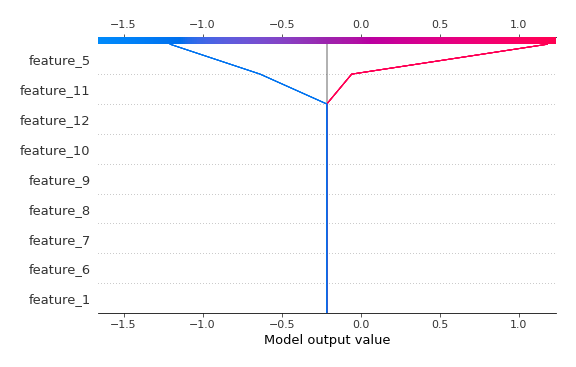 −1.5 −1.0 −0.5 0.0 0.5 1.0
feature_5
feature_11
feature_12
feature_10
feature_9
feature_8
feature_7
feature_6
feature_1
−1.5 −1.0 −0.5 0.0 0.5 1.0
Model output value